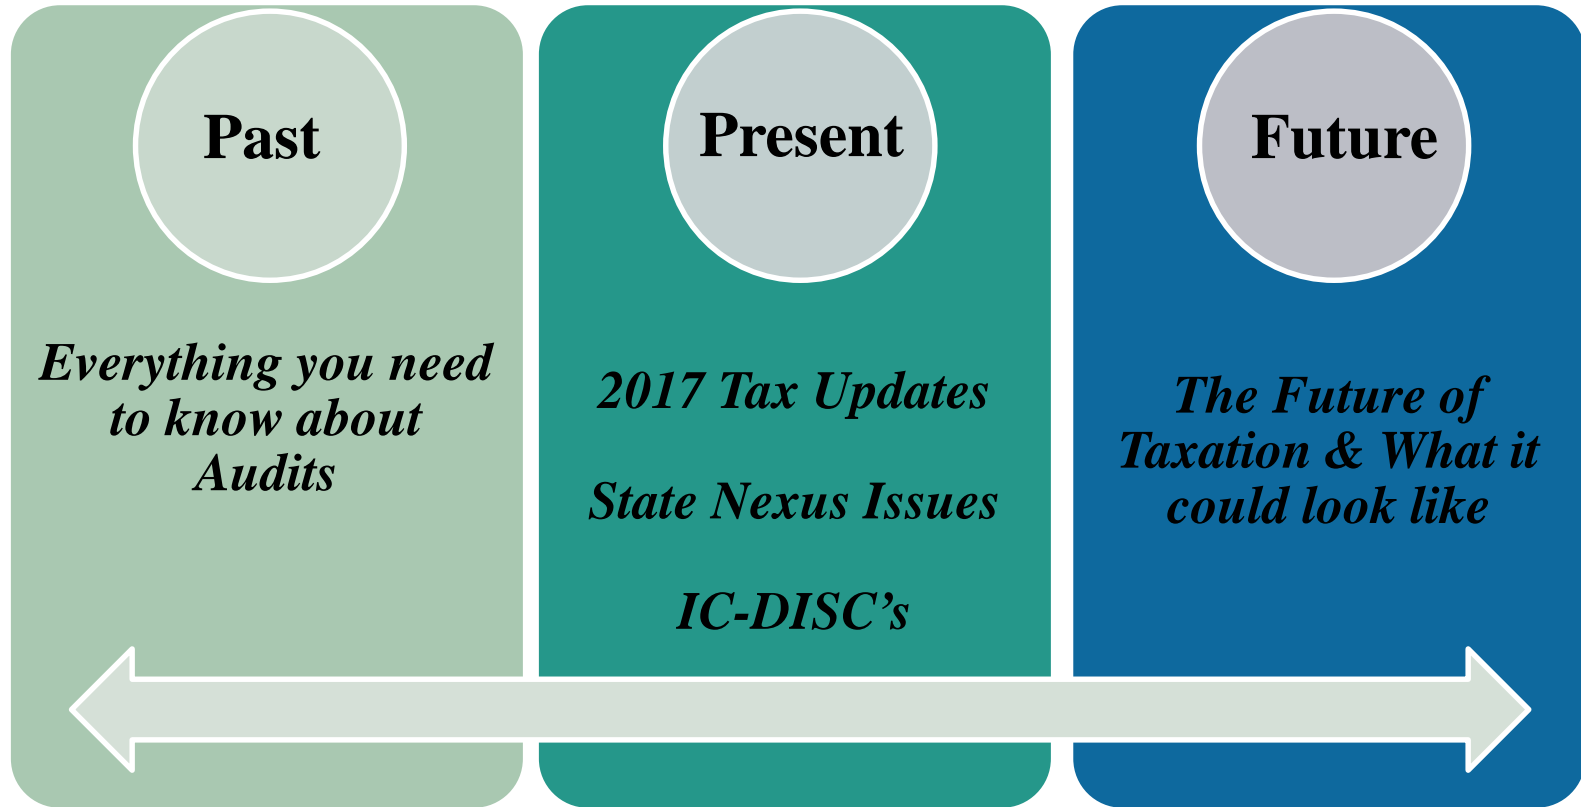 Past
Everything you need
to know about
Audits
Present
2017 Tax Updates
State Nexus Issues
IC-DISC’s
Future
The Future of
Taxation & What it
could look like